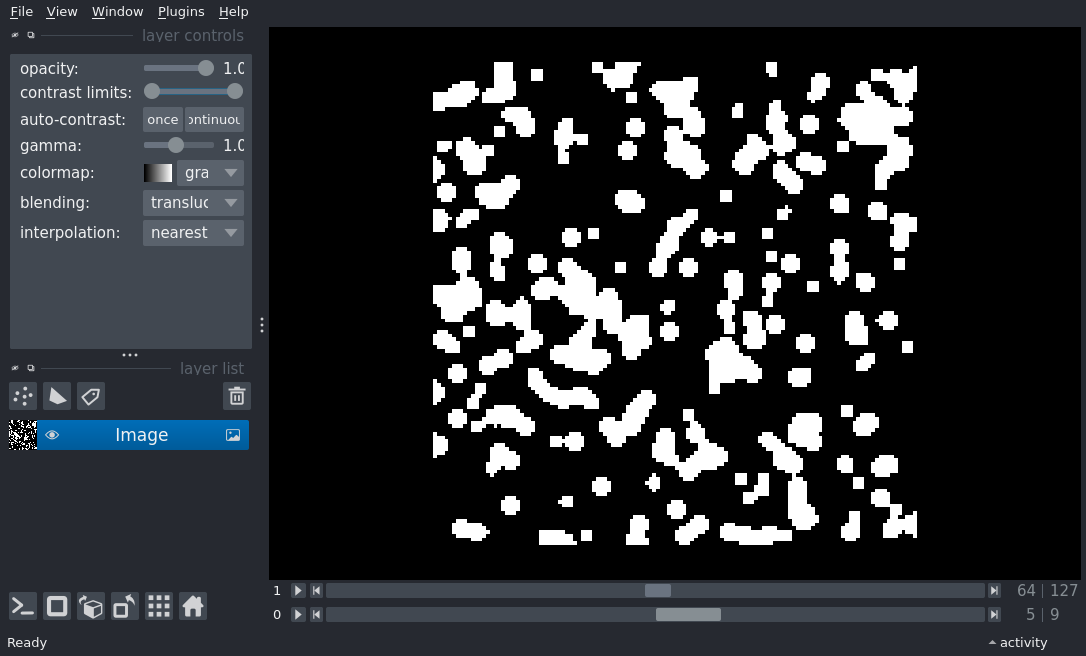 File View Window Plugins Help
layer controls
opacity: 1.0
contrast limits:
auto-contrast: once ontinuou
gamma: 1.0
colormap: gra
blending: transluc
interpolation: nearest
layer list
Image
1 64 | 127
0 5 | 9
Ready activity